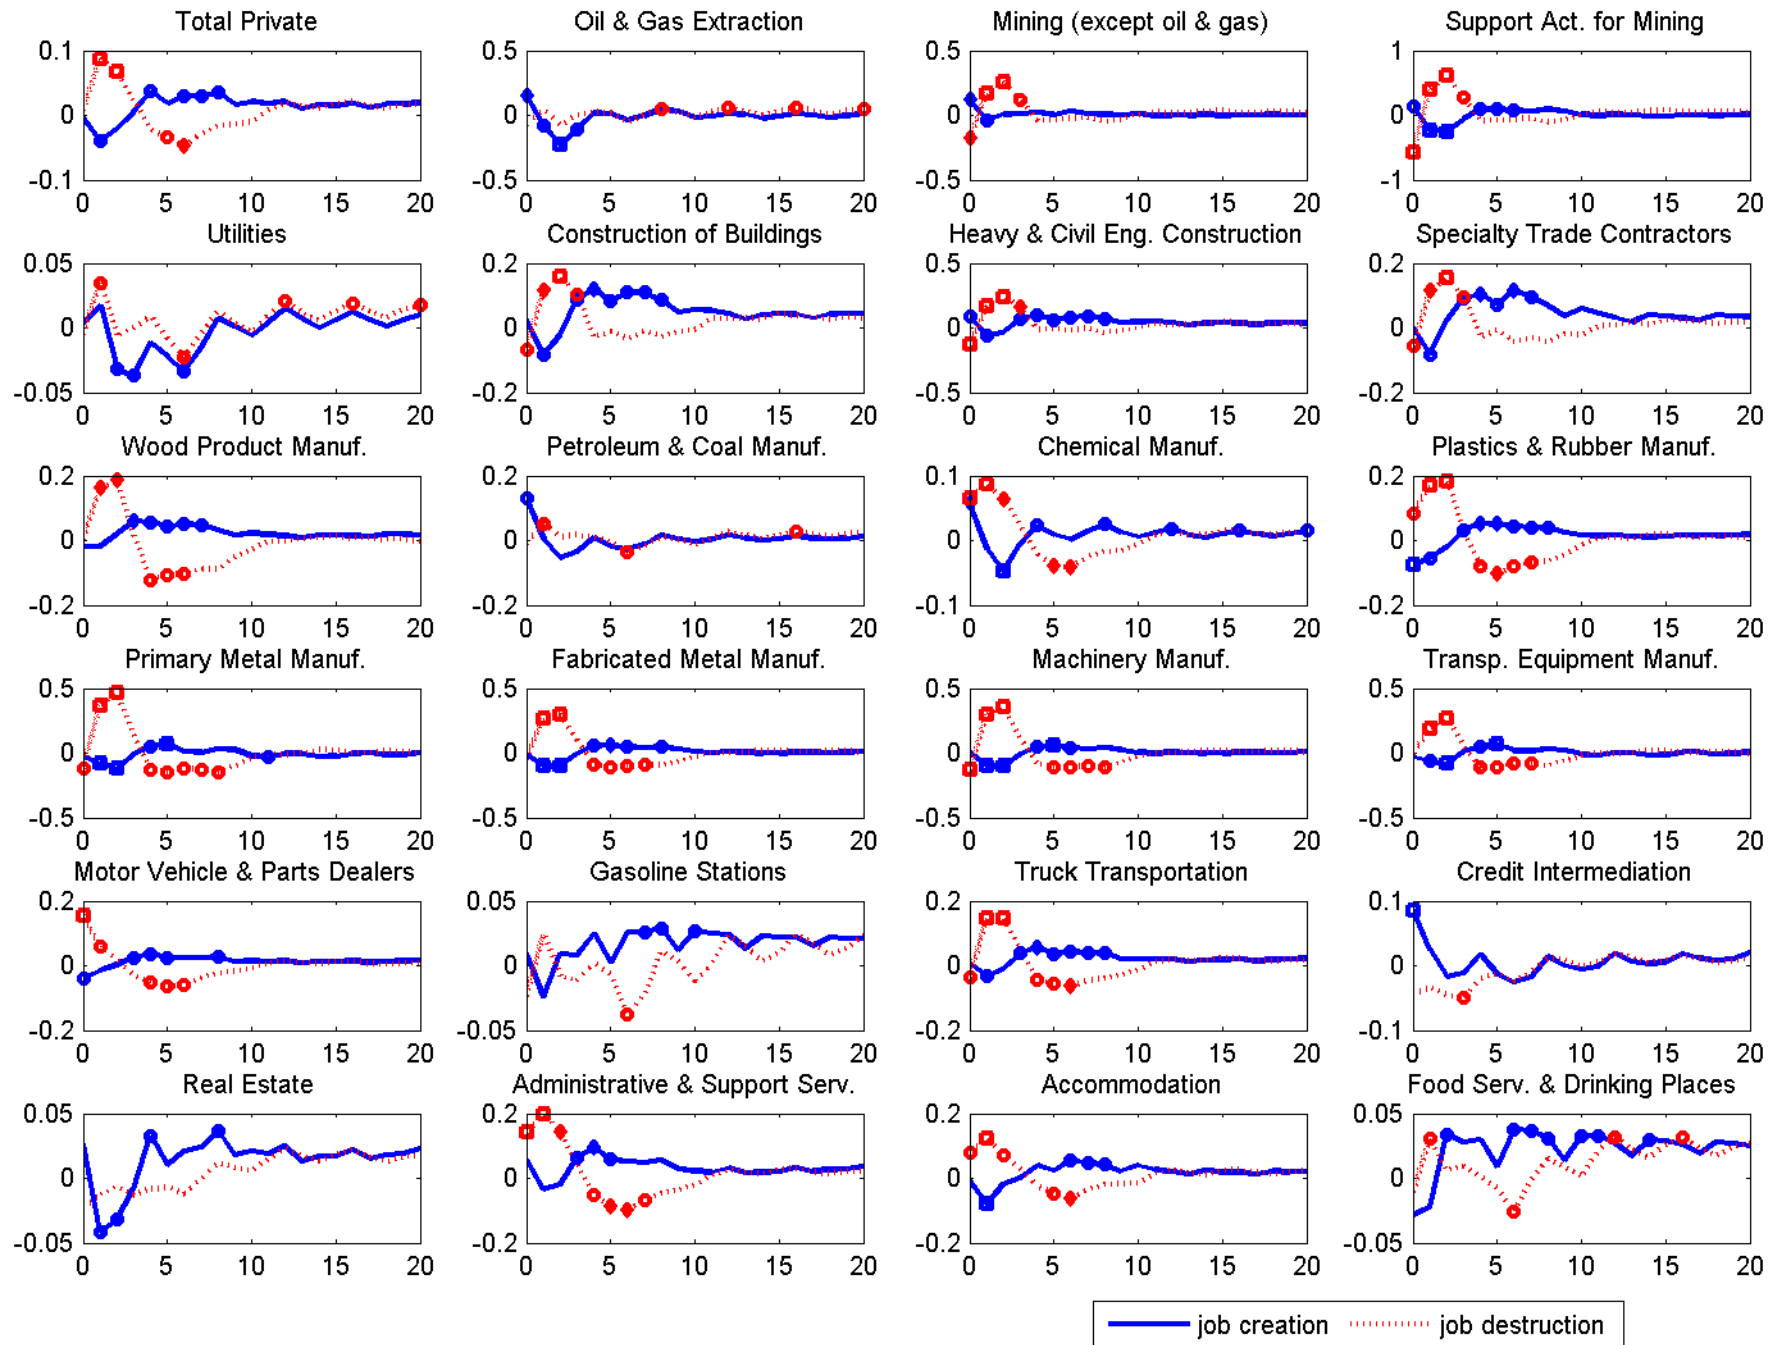 Total Private Oil & Gas Extraction Mining (except oil & gas) Support Act. for Mining
0.1 0.5 0.5 1
0 0 0 0
-0.1 -0.5 -0.5 -1
0 5 10 15 20 0 5 10 15 20 0 5 10 15 20 0 5 10 15 20
Utilities Construction of Buildings Heavy & Civil Eng. Construction Specialty Trade Contractors
0.05 0.2 0.5 0.2
0 0 0 0
-0.05 -0.2 -0.5 -0.2
0 5 10 15 20 0 5 10 15 20 0 5 10 15 20 0 5 10 15 20
Wood Product Manuf. Petroleum & Coal Manuf. Chemical Manuf. Plastics & Rubber Manuf.
0.2 0.2 0.1 0.2
0 0 0 0
-0.2 -0.2 -0.1 -0.2
0 5 10 15 20 0 5 10 15 20 0 5 10 15 20 0 5 10 15 20
Primary Metal Manuf. Fabricated Metal Manuf. Machinery Manuf. Transp. Equipment Manuf.
0.5 0.5 0.5 0.5
0 0 0 0
-0.5 -0.5 -0.5 -0.5
0 5 10 15 20 0 5 10 15 20 0 5 10 15 20 0 5 10 15 20
Motor Vehicle & Parts Dealers Gasoline Stations Truck Transportation Credit Intermediation
0.2 0.05 0.2 0.1
0 0 0 0
-0.2 -0.05 -0.2 -0.1
0 5 10 15 20 0 5 10 15 20 0 5 10 15 20 0 5 10 15 20
Real Estate Administrative & Support Serv. Accommodation Food Serv. & Drinking Places
0.05 0.2 0.2 0.05
0 0 0 0
-0.05 -0.2 -0.2 -0.05
0 5 10 15 20 0 5 10 15 20 0 5 10 15 20 0 5 10 15 20
job creation job destruction